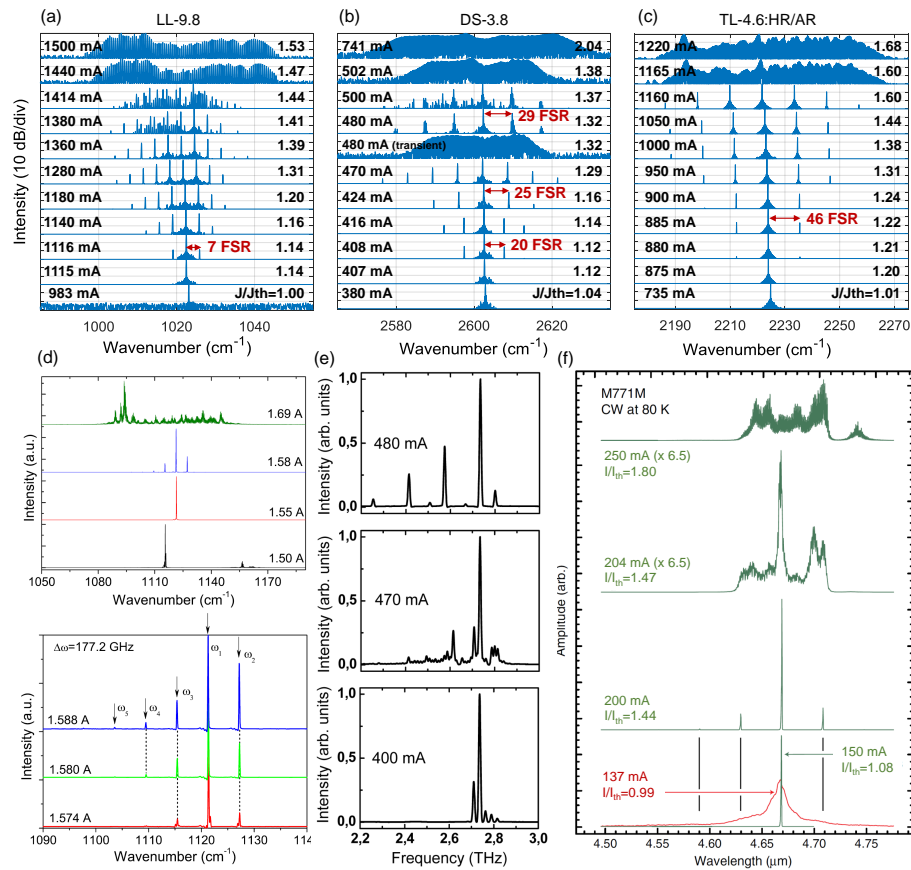 (a) LL-9.8
1500 mA 1.53
1440 mA 1.47
1414 mA 1.44
1380 mA 1.41
1360 mA 1.39
1280 mA 1.31
1180 mA 1.20
1140 mA 1.16
7 FSR
1116 mA 1.14
1115 mA 1.14
983 mA J/Jth=1.00
1000 1020 1040
Wavenumber (cm⁻¹)
Intensity (10 dB/div)
(b) DS-3.8
741 mA 2.04
502 mA 1.38
500 mA 1.37
29 FSR
480 mA 1.32
480 mA (transient) 1.32
470 mA 1.29
25 FSR
424 mA 1.16
416 mA 1.14
20 FSR
408 mA 1.12
407 mA 1.12
380 mA J/Jth=1.04
2580 2600 2620
Wavenumber (cm⁻¹)
(c) TL-4.6:HR/AR
1220 mA 1.68
1165 mA 1.60
1160 mA 1.60
1050 mA 1.44
1000 mA 1.38
950 mA 1.31
900 mA 1.24
46 FSR
885 mA 1.22
880 mA 1.21
875 mA 1.20
735 mA J/Jth=1.01
2190 2210 2230 2250 2270
Wavenumber (cm⁻¹)
(d)
Intensity (a.u.)
1.69 A
1.58 A
1.55 A
1.50 A
1050 1090 1130 1170
Wavenumber (cm⁻¹)
Intensity (a.u.)
Δω=177.2 GHz
ω₁
ω₂
ω₃
ω₅ ω₄
1.588 A
1.580 A
1.574 A
1090 1100 1110 1120 1130 1140
Wavenumber (cm⁻¹)
(e)
Intensity (arb. units)
1,0
0,5
0,0
480 mA
Intensity (arb. units)
1,0
0,5
0,0
470 mA
Intensity (arb. units)
1,0
0,5
0,0
400 mA
2,2 2,4 2,6 2,8 3,0
Frequency (THz)
(f)
M771M
CW at 80 K
250 mA (x 6.5)
I/Ith=1.80
204 mA (x 6.5)
I/Ith=1.47
Amplitude (arb.)
200 mA
I/Ith=1.44
150 mA
I/Ith=1.08
137 mA
I/Ith=0.99
4.50 4.55 4.60 4.65 4.70 4.75
Wavelength (μm)